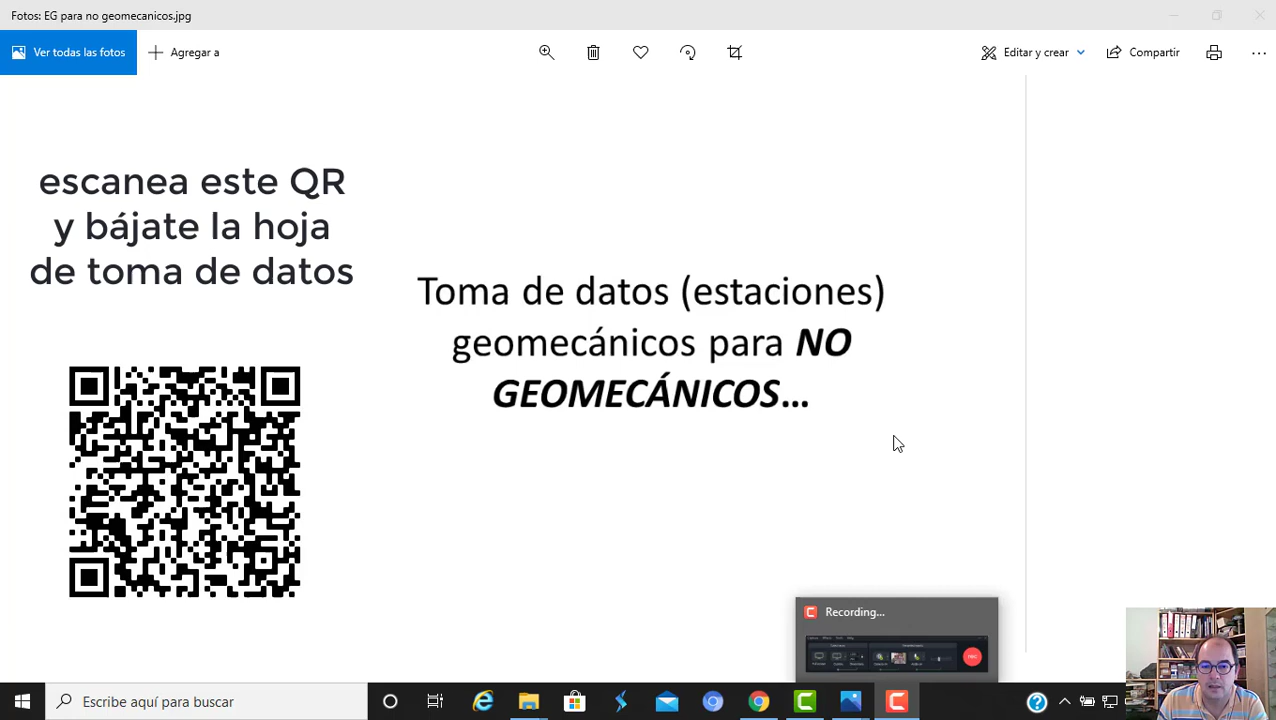 Fotos: EG para no geomecanicos.jpg
Ver todas las fotos
Agregar a
Editar y crear
Compartir
escanea este QR
y bájate la hoja
de toma de datos
Toma de datos (estaciones)
geomecánicos para NO
GEOMECÁNICOS...
Recording...
Escribe aquí para buscar